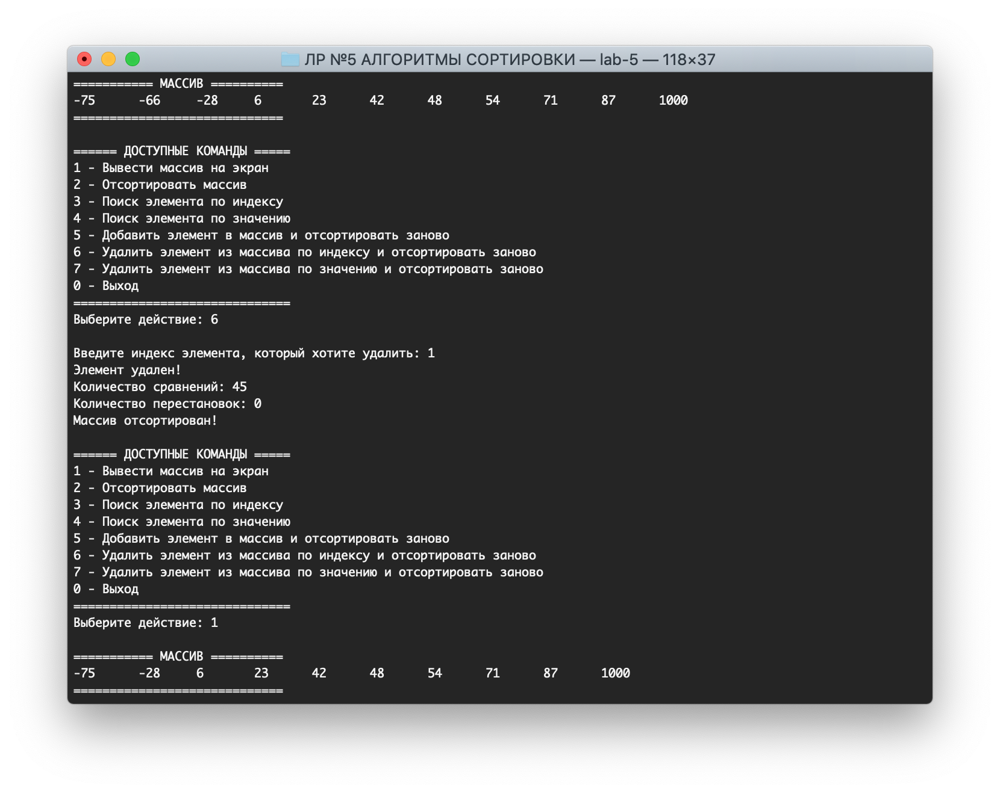 ЛР №5 АЛГОРИТМЫ СОРТИРОВКИ — lab-5 — 118×37
=========== МАССИВ ==========
-75 -66 -28 6 23 42 48 54 71 87 1000
=============================
====== ДОСТУПНЫЕ КОМАНДЫ =====
1 - Вывести массив на экран
2 - Отсортировать массив
3 - Поиск элемента по индексу
4 - Поиск элемента по значению
5 - Добавить элемент в массив и отсортировать заново
6 - Удалить элемент из массива по индексу и отсортировать заново
7 - Удалить элемент из массива по значению и отсортировать заново
0 - Выход
==============================
Выберите действие: 6
Введите индекс элемента, который хотите удалить: 1
Элемент удален!
Количество сравнений: 45
Количество перестановок: 0
Массив отсортирован!
====== ДОСТУПНЫЕ КОМАНДЫ =====
1 - Вывести массив на экран
2 - Отсортировать массив
3 - Поиск элемента по индексу
4 - Поиск элемента по значению
5 - Добавить элемент в массив и отсортировать заново
6 - Удалить элемент из массива по индексу и отсортировать заново
7 - Удалить элемент из массива по значению и отсортировать заново
0 - Выход
==============================
Выберите действие: 1
=========== МАССИВ ==========
-75 -28 6 23 42 48 54 71 87 1000
=============================